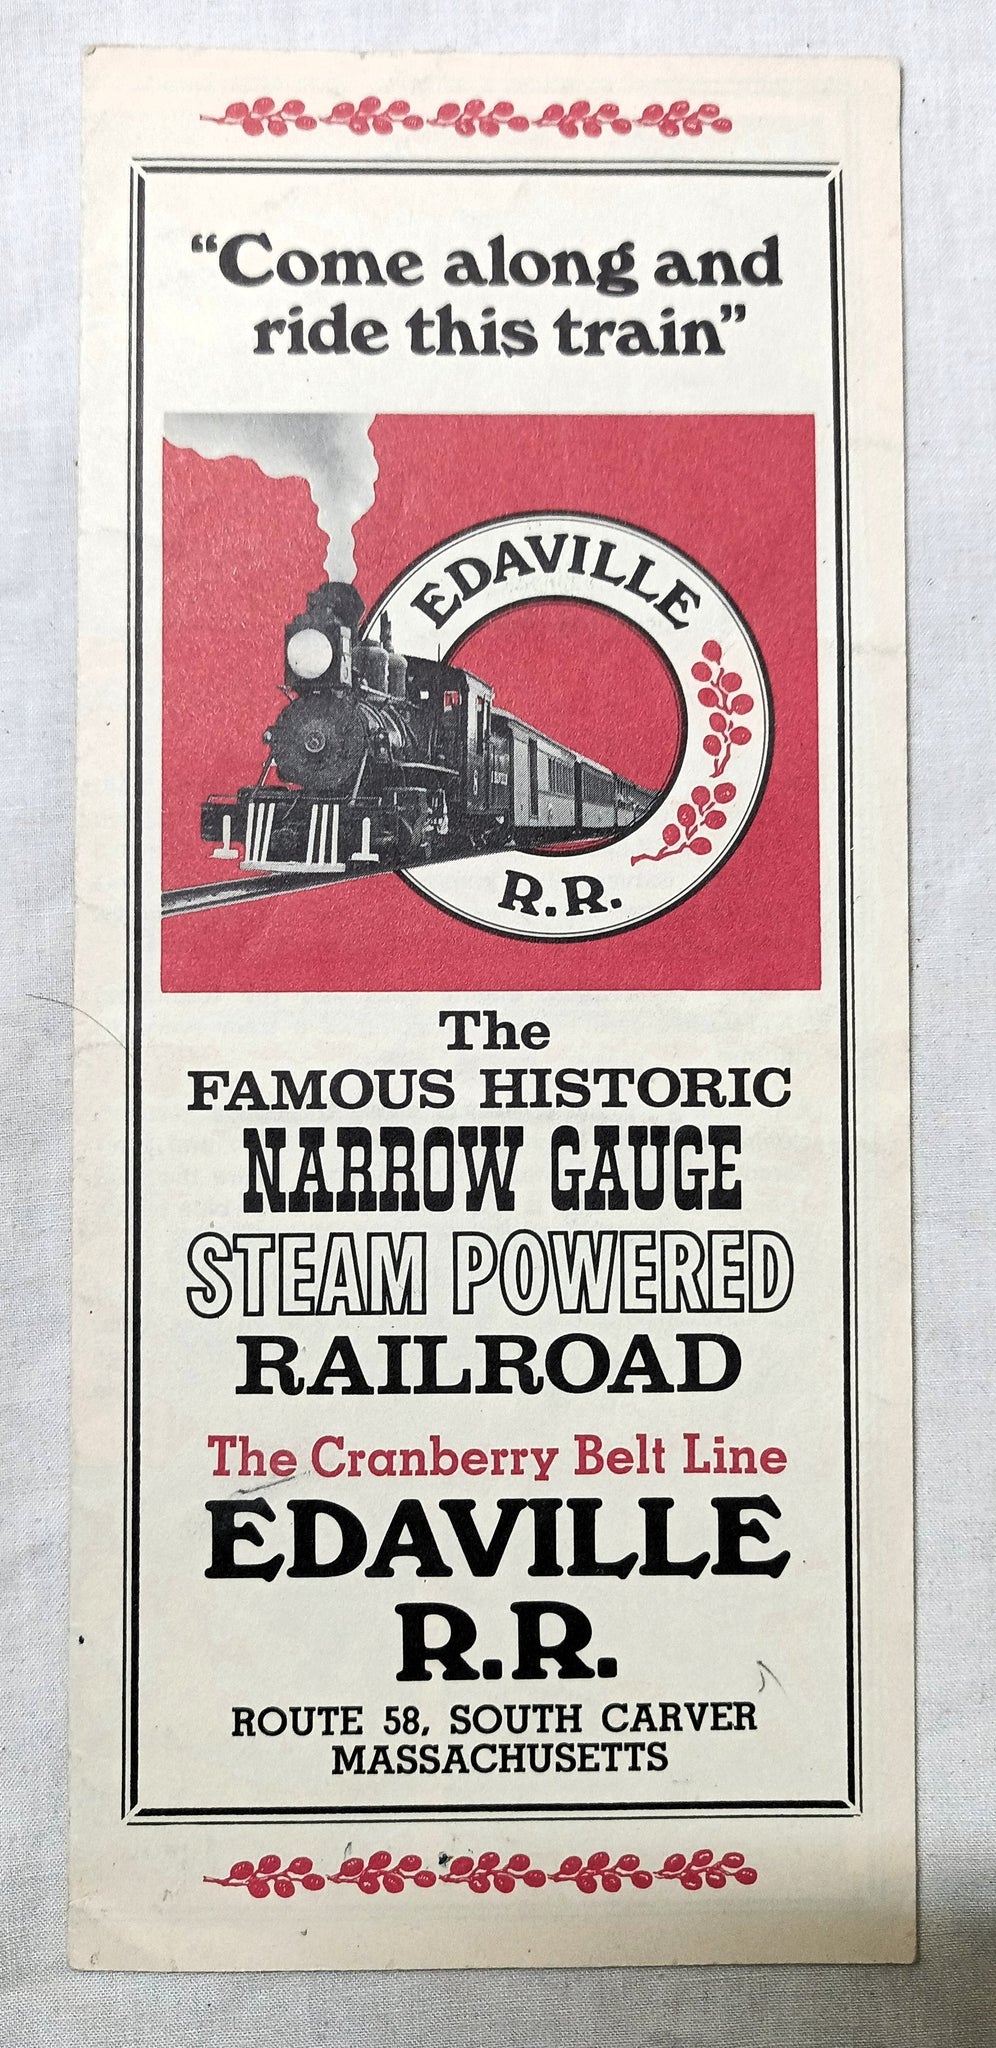 “Come along and
ride this train”
EDAVILLE
R.R.
The
FAMOUS HISTORIC
NARROW GAUGE
STEAM POWERED
RAILROAD
The Cranberry Belt Line
EDAVILLE
R.R.
ROUTE 58, SOUTH CARVER
MASSACHUSETTS